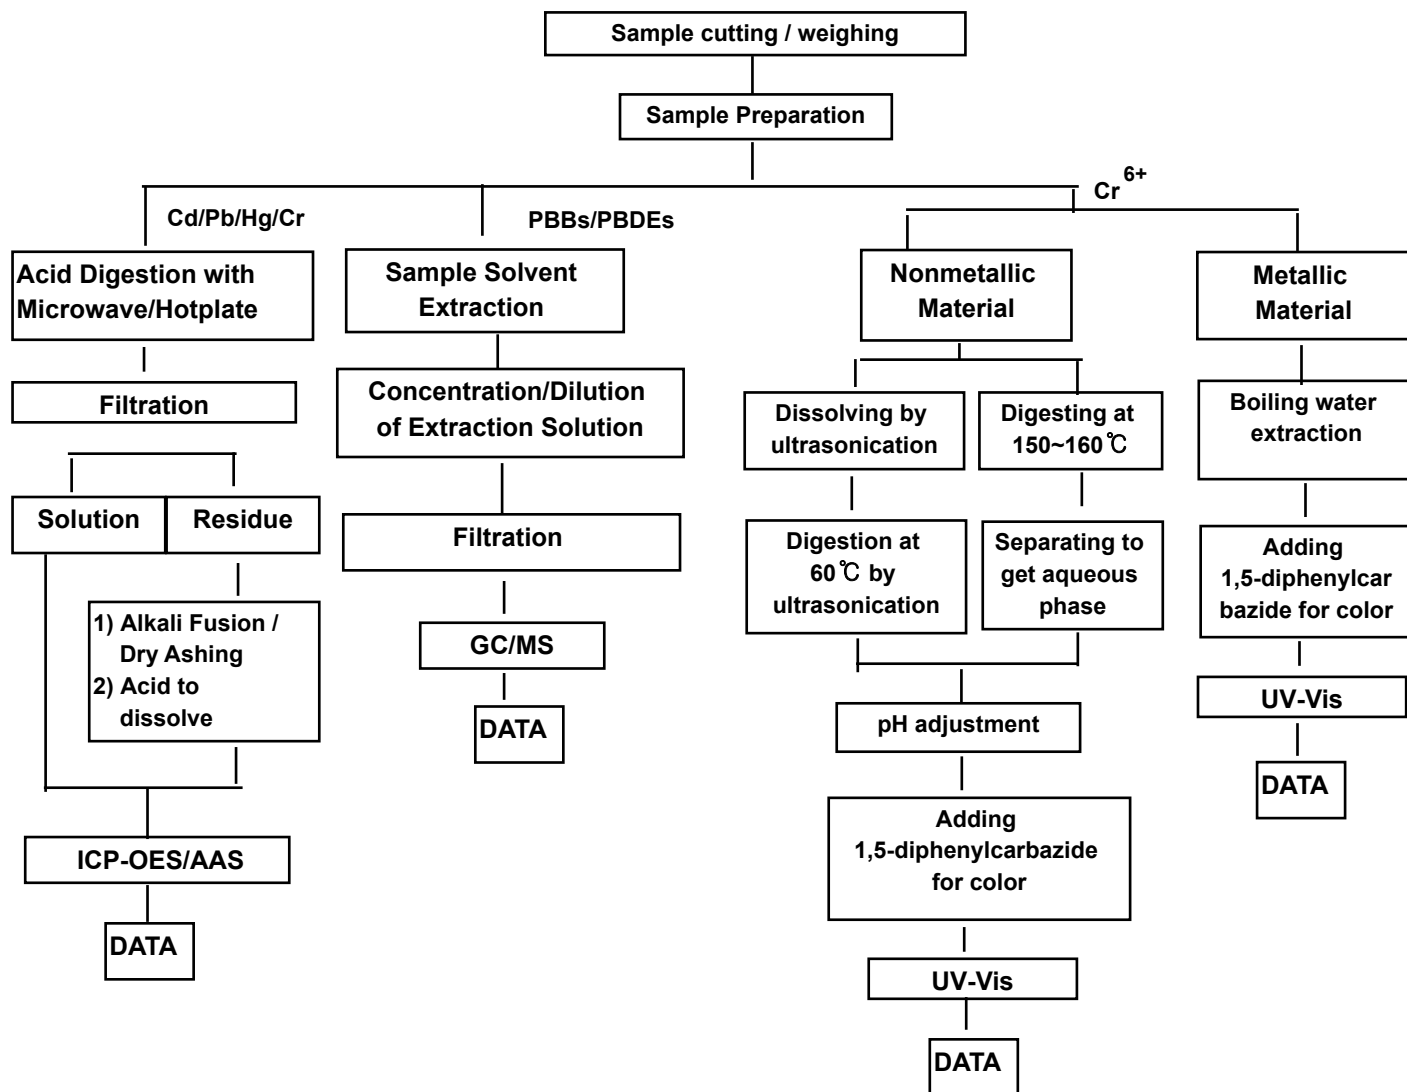 Sample cutting / weighing
Sample Preparation
Cd/Pb/Hg/Cr
PBBs/PBDEs
Cr 6+
Acid Digestion with
Microwave/Hotplate
Filtration
Solution
Residue
1) Alkali Fusion /
Dry Ashing
2) Acid to
dissolve
ICP-OES/AAS
DATA
Sample Solvent
Extraction
Concentration/Dilution
of Extraction Solution
Filtration
GC/MS
DATA
Nonmetallic
Material
Dissolving by
ultrasonication
Digestion at
60℃ by
ultrasonication
Digesting at
150~160℃
Separating to
get aqueous
phase
pH adjustment
Adding
1,5-diphenylcarbazide
for color
UV-Vis
DATA
Metallic
Material
Boiling water
extraction
Adding
1,5-diphenylcar
bazide for color
UV-Vis
DATA